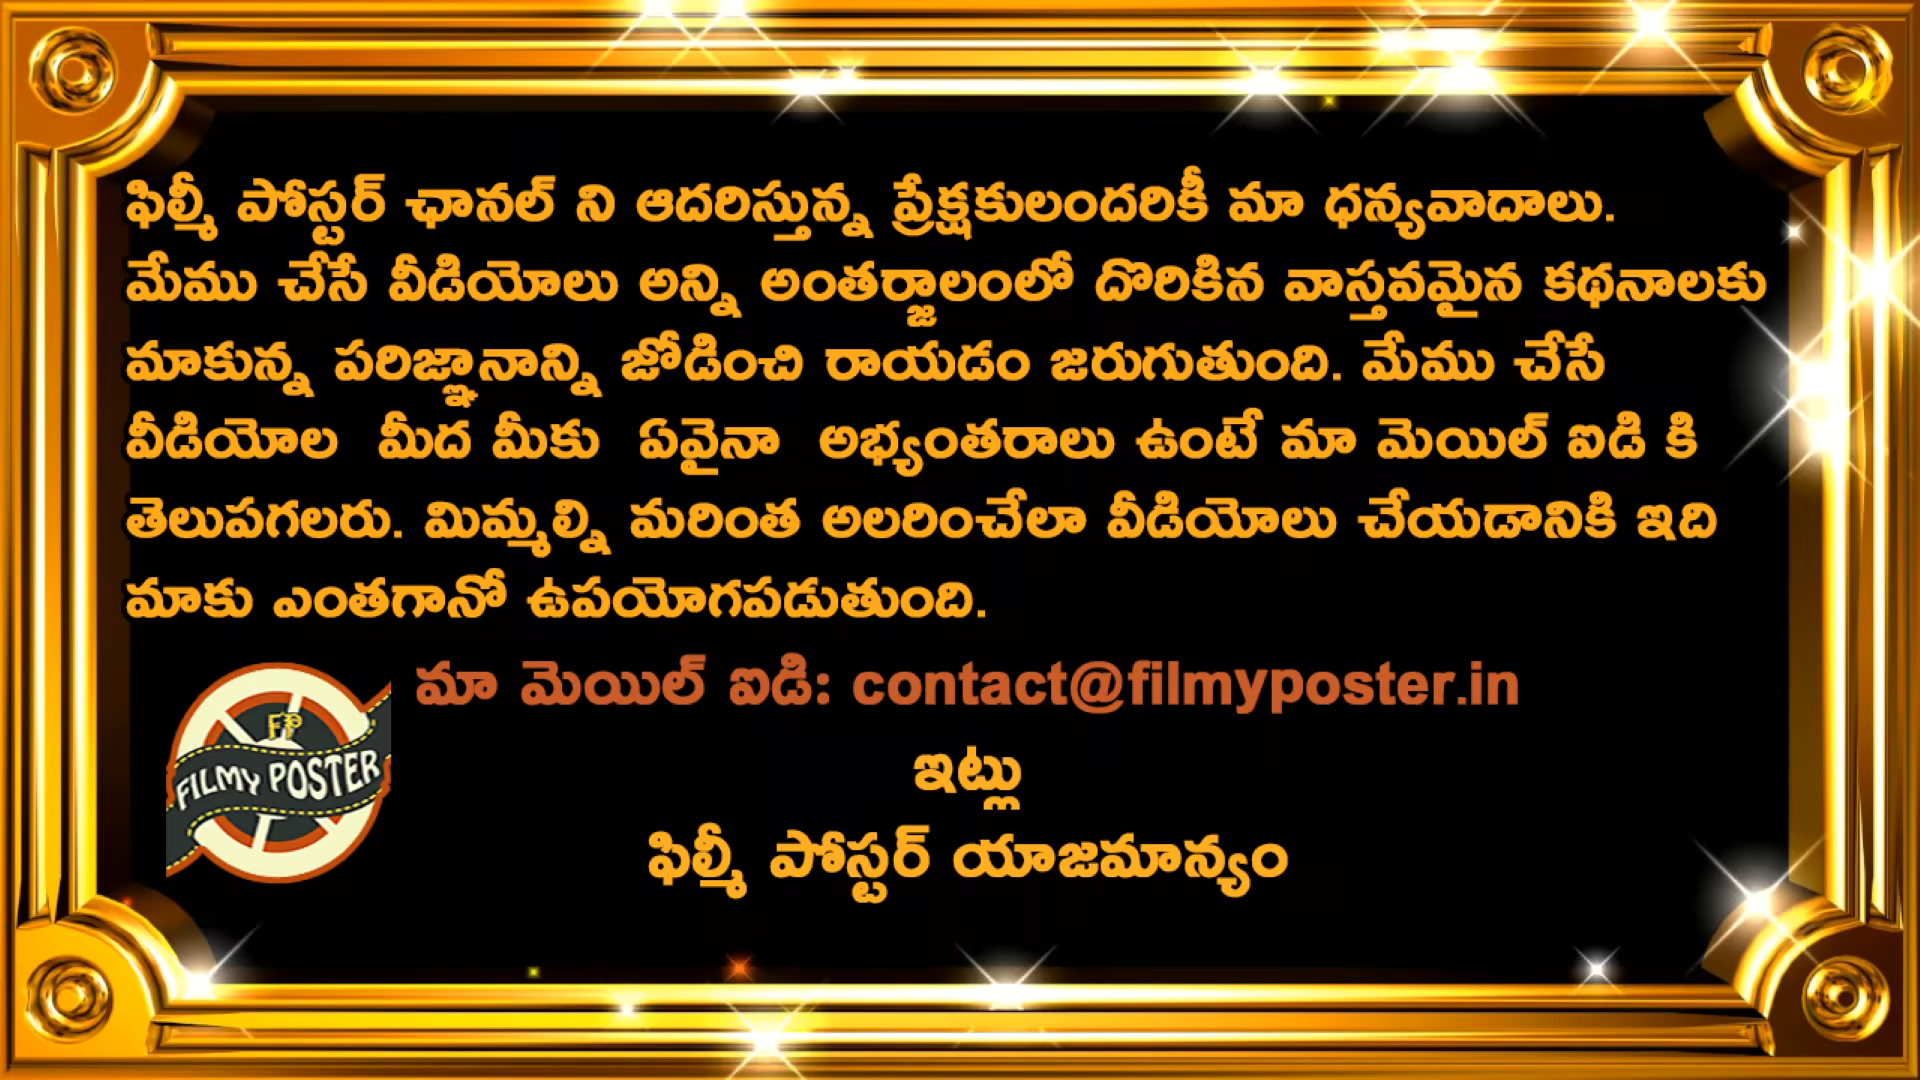 ఫిల్మీ పోస్టర్ ఛానల్ ని ఆదరిస్తున్న ప్రేక్షకులందరికీ మా ధన్యవాదాలు.
మేము చేసే వీడియోలు అన్ని అంతర్జాలంలో దొరికిన వాస్తవమైన కథనాలకు
మాకున్న పరిజ్ఞానాన్ని జోడించి రాయడం జరుగుతుంది. మేము చేసే
వీడియోల మీద మీకు ఏవైనా అభ్యంతరాలు ఉంటే మా మెయిల్ ఐడి కి
తెలుపగలరు. మిమ్మల్ని మరింత అలరించేలా వీడియోలు చేయడానికి ఇది
మాకు ఎంతగానో ఉపయోగపడుతుంది.
మా మెయిల్ ఐడి: contact@filmyposter.in
FP
FILMY POSTER
ఇట్లు
ఫిల్మీ పోస్టర్ యాజమాన్యం